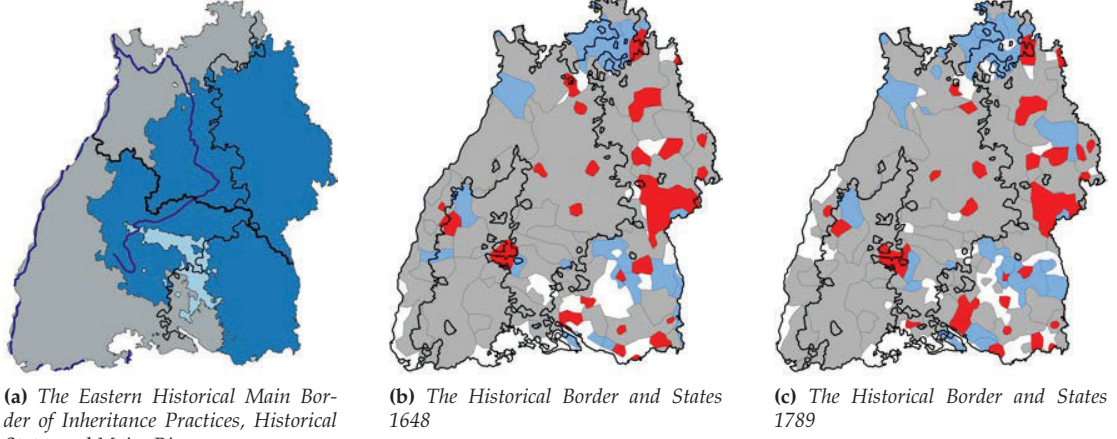 (a) The Eastern Historical Main Bor-
der of Inheritance Practices, Historical
(b) The Historical Border and States
1648
(c) The Historical Border and States
1789